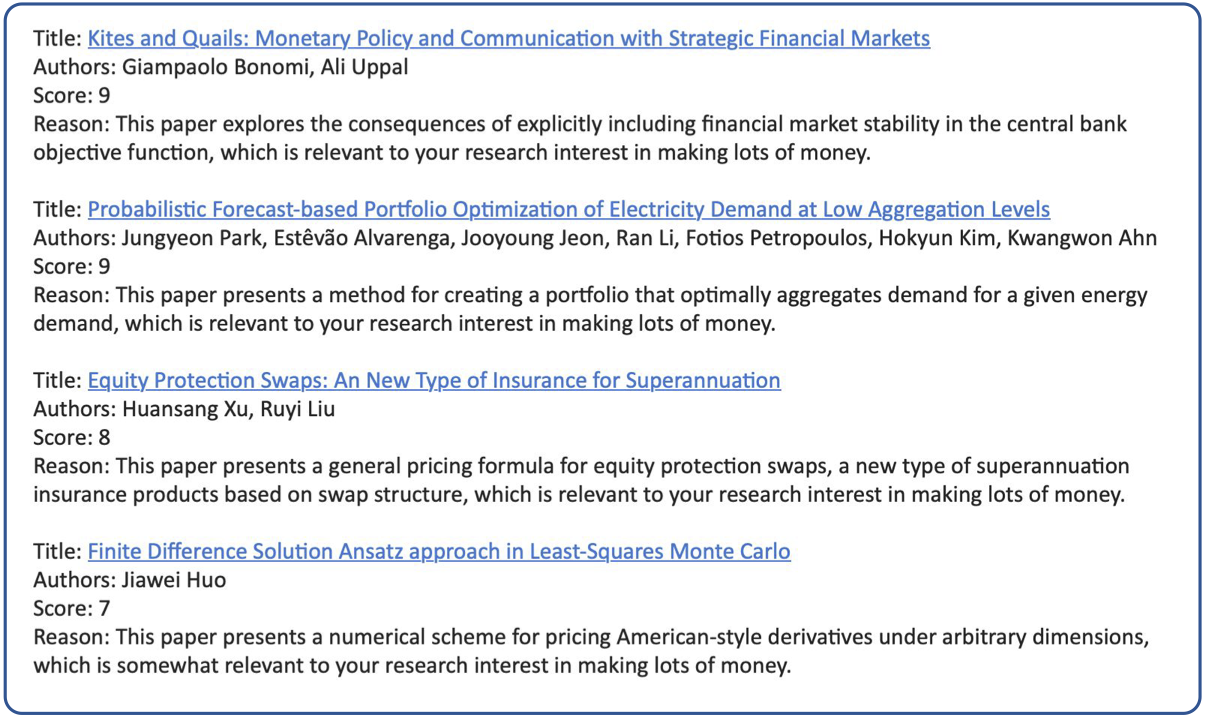 Title: Kites and Quails: Monetary Policy and Communication with Strategic Financial Markets
Authors: Giampaolo Bonomi, Ali Uppal
Score: 9
Reason: This paper explores the consequences of explicitly including financial market stability in the central bank
objective function, which is relevant to your research interest in making lots of money.
Title: Probabilistic Forecast-based Portfolio Optimization of Electricity Demand at Low Aggregation Levels
Authors: Jungyeon Park, Estêvão Alvarenga, Jooyoung Jeon, Ran Li, Fotios Petropoulos, Hokyun Kim, Kwangwon Ahn
Score: 9
Reason: This paper presents a method for creating a portfolio that optimally aggregates demand for a given energy
demand, which is relevant to your research interest in making lots of money.
Title: Equity Protection Swaps: An New Type of Insurance for Superannuation
Authors: Huansang Xu, Ruyi Liu
Score: 8
Reason: This paper presents a general pricing formula for equity protection swaps, a new type of superannuation
insurance products based on swap structure, which is relevant to your research interest in making lots of money.
Title: Finite Difference Solution Ansatz approach in Least-Squares Monte Carlo
Authors: Jiawei Huo
Score: 7
Reason: This paper presents a numerical scheme for pricing American-style derivatives under arbitrary dimensions,
which is somewhat relevant to your research interest in making lots of money.